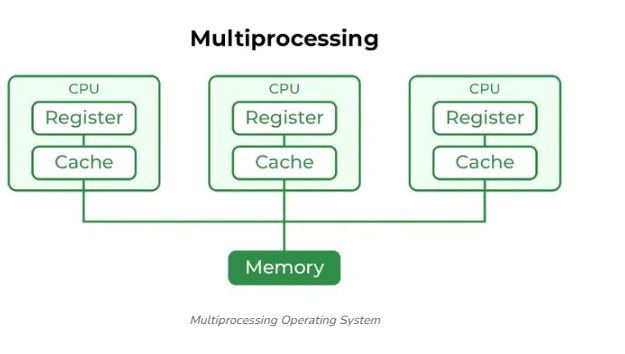 Multiprocessing
CPU CPU CPU
Register Register Register
Cache Cache Cache
Memory
Multiprocessing Operating System